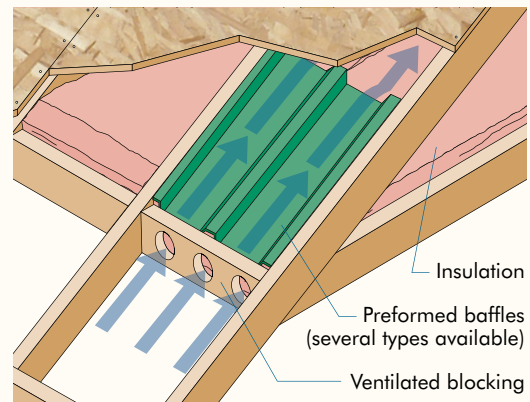 Insulation
Preformed baffles
(several types available)
Ventilated blocking